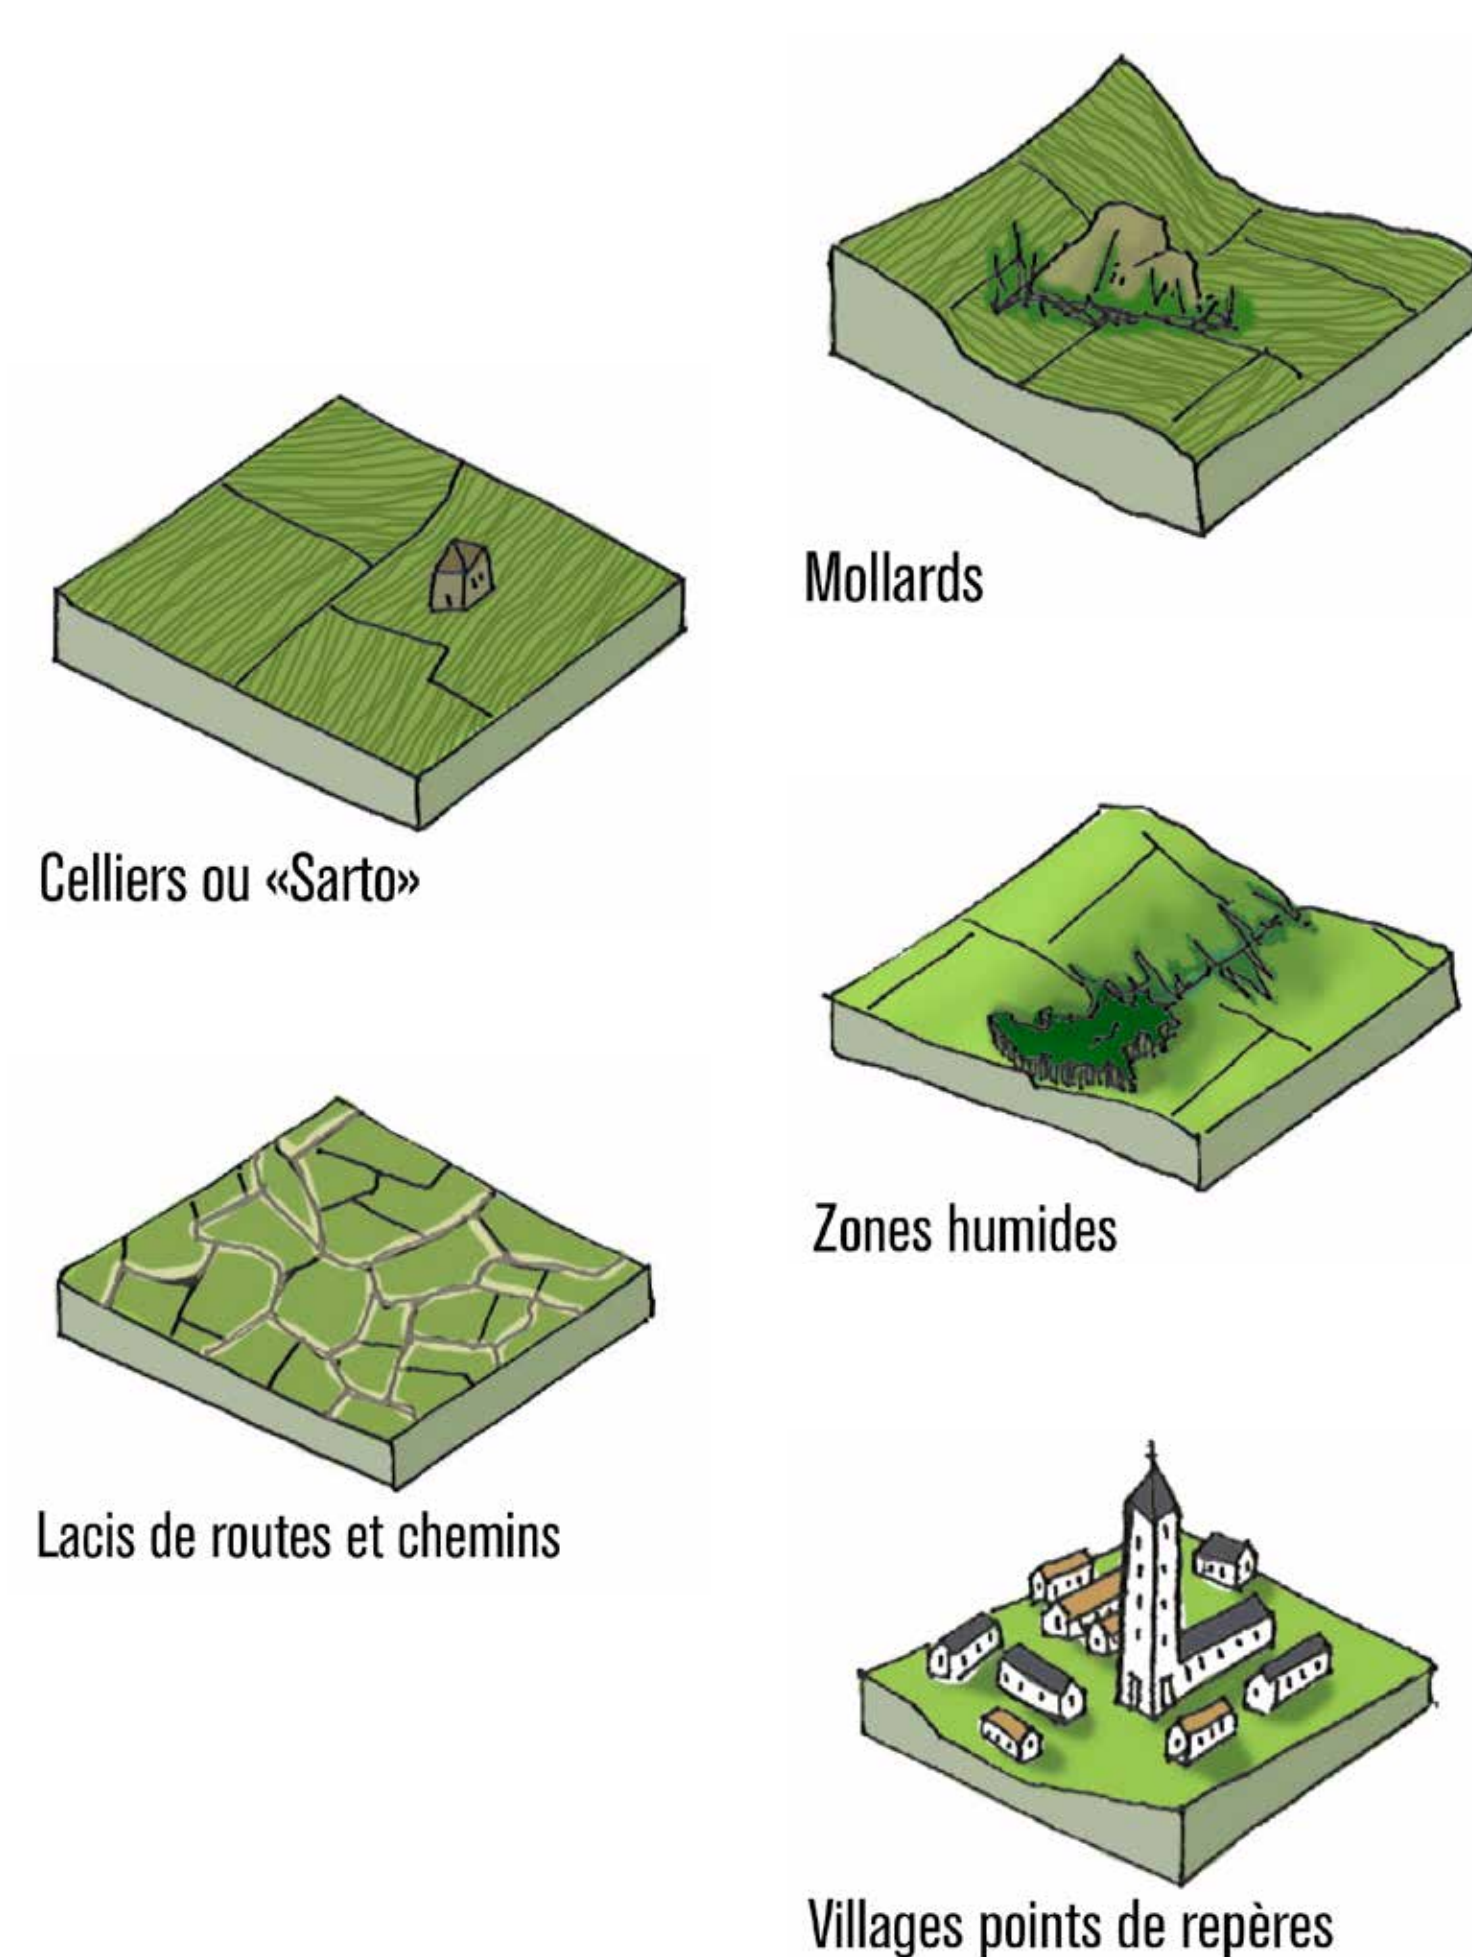 Mollards
Celliers ou «Sarto»
Zones humides
Lacis de routes et chemins
Villages points de repères